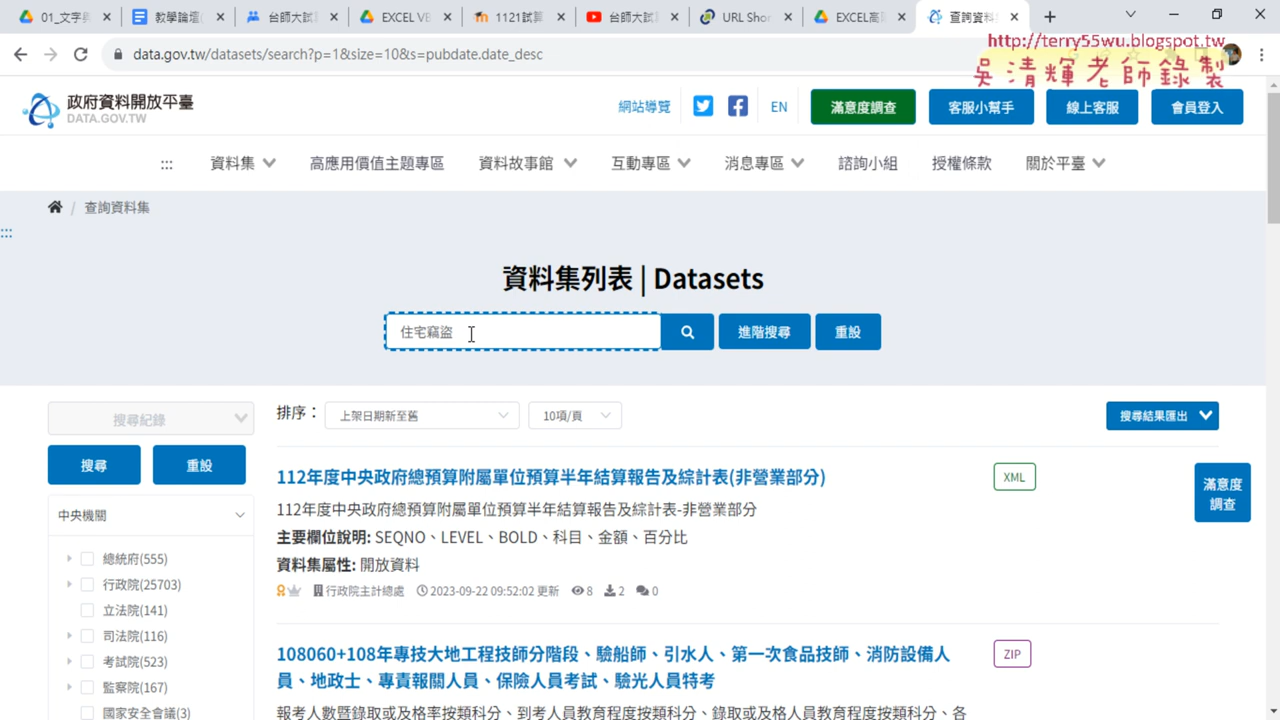 01_文字與
教學論壇(
台師大試算
EXCEL VB
1121試算
台師大試算
URL Shor
EXCEL高
查詢資料集
http://terry55wu.blogspot.tw
data.gov.tw/datasets/search?p=1&size=10&s=pubdate.date_desc
吳清輝老師錄製
政府資料開放平臺
DATA.GOV.TW
網站導覽
EN
滿意度調查
客服小幫手
線上客服
會員登入
:::
資料集
高應用價值主題專區
資料故事館
互動專區
消息專區
諮詢小組
授權條款
關於平臺
/ 查詢資料集
:::
資料集列表 | Datasets
住宅竊盜
進階搜尋
重設
搜尋紀錄
排序：
上架日期新至舊
10項/頁
搜尋結果匯出
搜尋
重設
112年度中央政府總預算附屬單位預算半年結算報告及綜計表(非營業部分)
XML
滿意度
調查
112年度中央政府總預算附屬單位預算半年結算報告及綜計表-非營業部分
中央機關
主要欄位說明: SEQNO、LEVEL、BOLD、科目、金額、百分比
總統府(555)
資料集屬性: 開放資料
行政院(25703)
行政院主計總處
2023-09-22 09:52:02 更新
8
2
0
立法院(141)
司法院(116)
108060+108年專技大地工程技師分階段、驗船師、引水人、第一次食品技師、消防設備人
員、地政士、專責報關人員、保險人員考試、驗光人員特考
ZIP
考試院(523)
監察院(167)
國家安全會議(3)
報考人數暨錄取或及格率按類科分、到考人員教育程度按類科分、錄取或及格人員教育程度按類科分、各